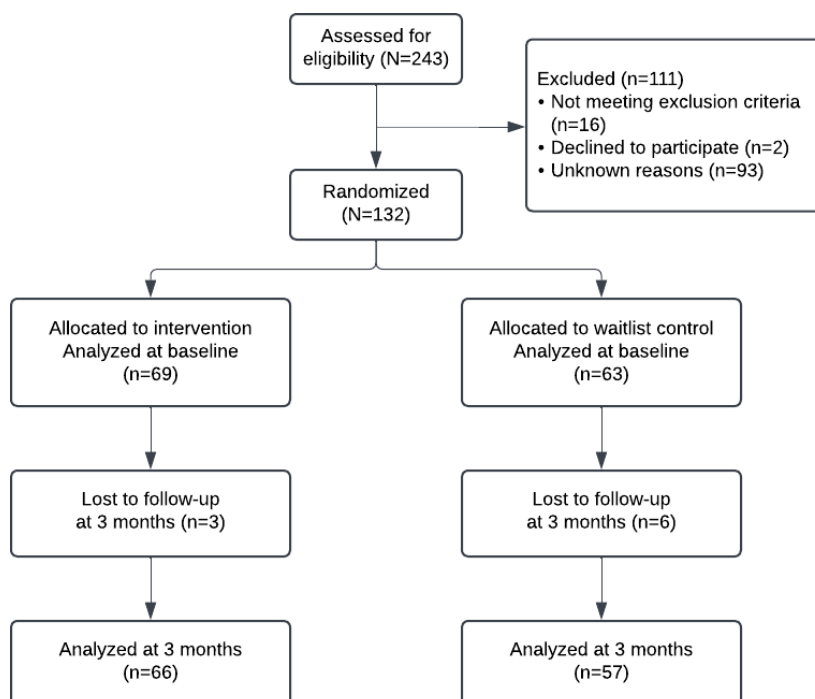 Assessed for
eligibility (N=243)
Excluded (n=111)
• Not meeting exclusion criteria
(n=16)
• Declined to participate (n=2)
• Unknown reasons (n=93)
Randomized
(N=132)
Allocated to intervention
Analyzed at baseline
(n=69)
Allocated to waitlist control
Analyzed at baseline
(n=63)
Lost to follow-up
at 3 months (n=3)
Lost to follow-up
at 3 months (n=6)
Analyzed at 3 months
(n=66)
Analyzed at 3 months
(n=57)